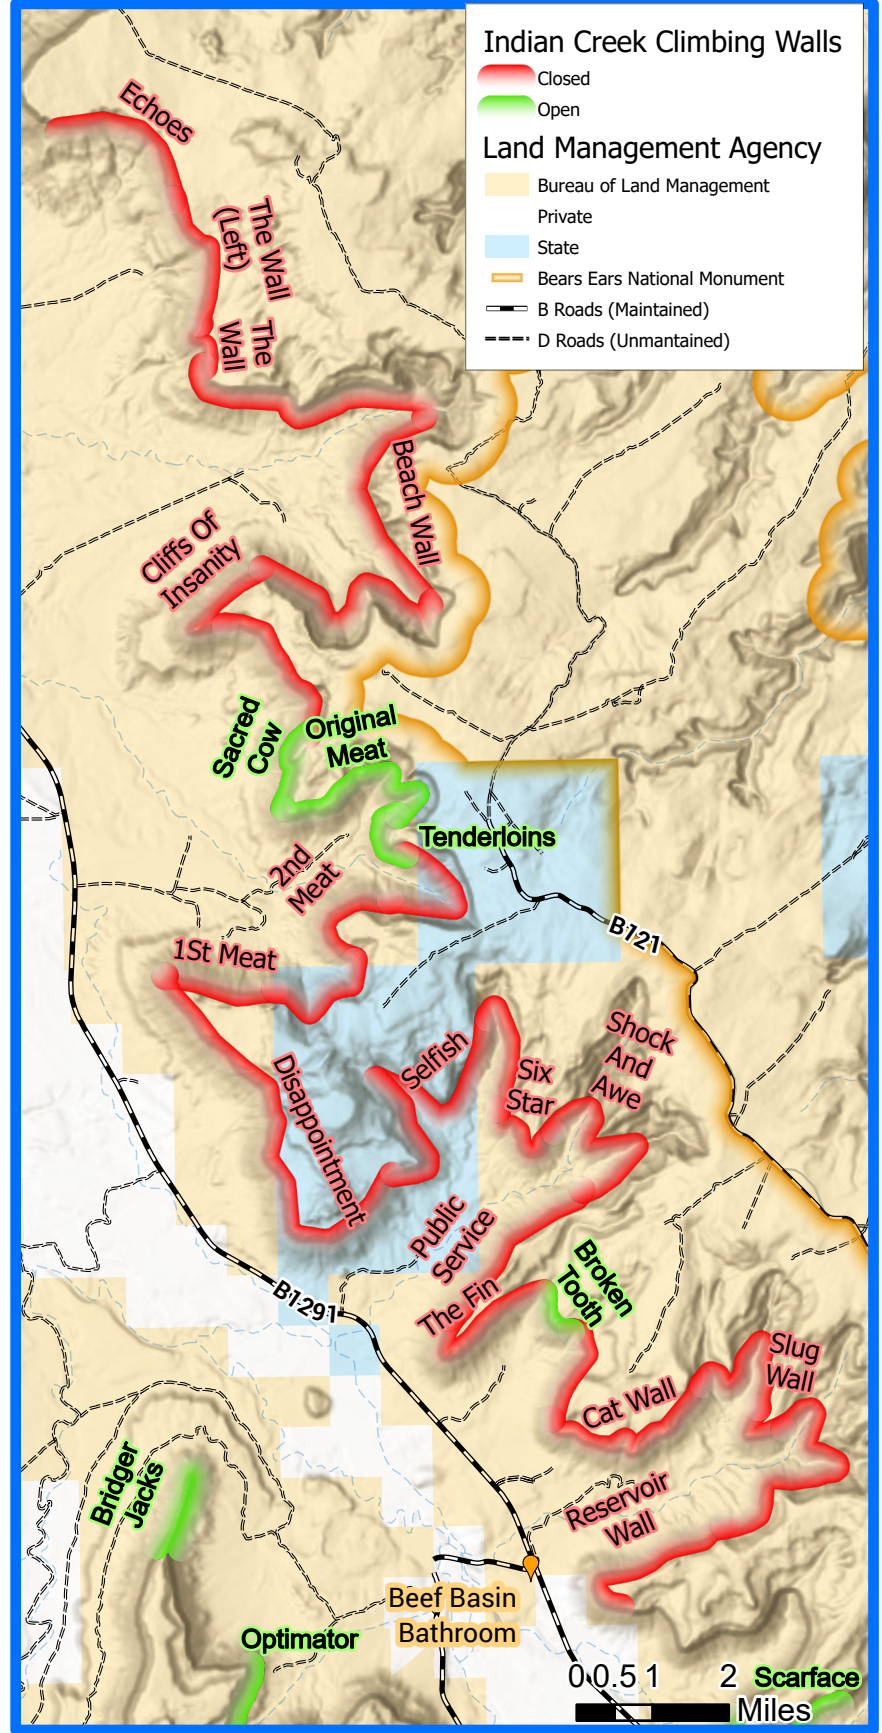 Indian Creek Climbing Walls
Closed
Open
Land Management Agency
Bureau of Land Management
Private
State
Bears Ears National Monument
B Roads (Maintained)
D Roads (Unmantained)
Echoes
The Wall
(Left)
The
Wall
Beach Wall
Cliffs Of
Insanity
Sacred
Cow
Original
Meat
Tenderloins
2nd
Meat
B121
1St Meat
Shock
And
Awe
Selfish
Six
Star
Disappointment
Public
Service
Broken
Tooth
The Fin
B1291
Slug
Wall
Cat Wall
Bridger
Jacks
Reservoir
Wall
Beef Basin
Bathroom
Optimator
0 0.5 1 2
Miles
Scarface